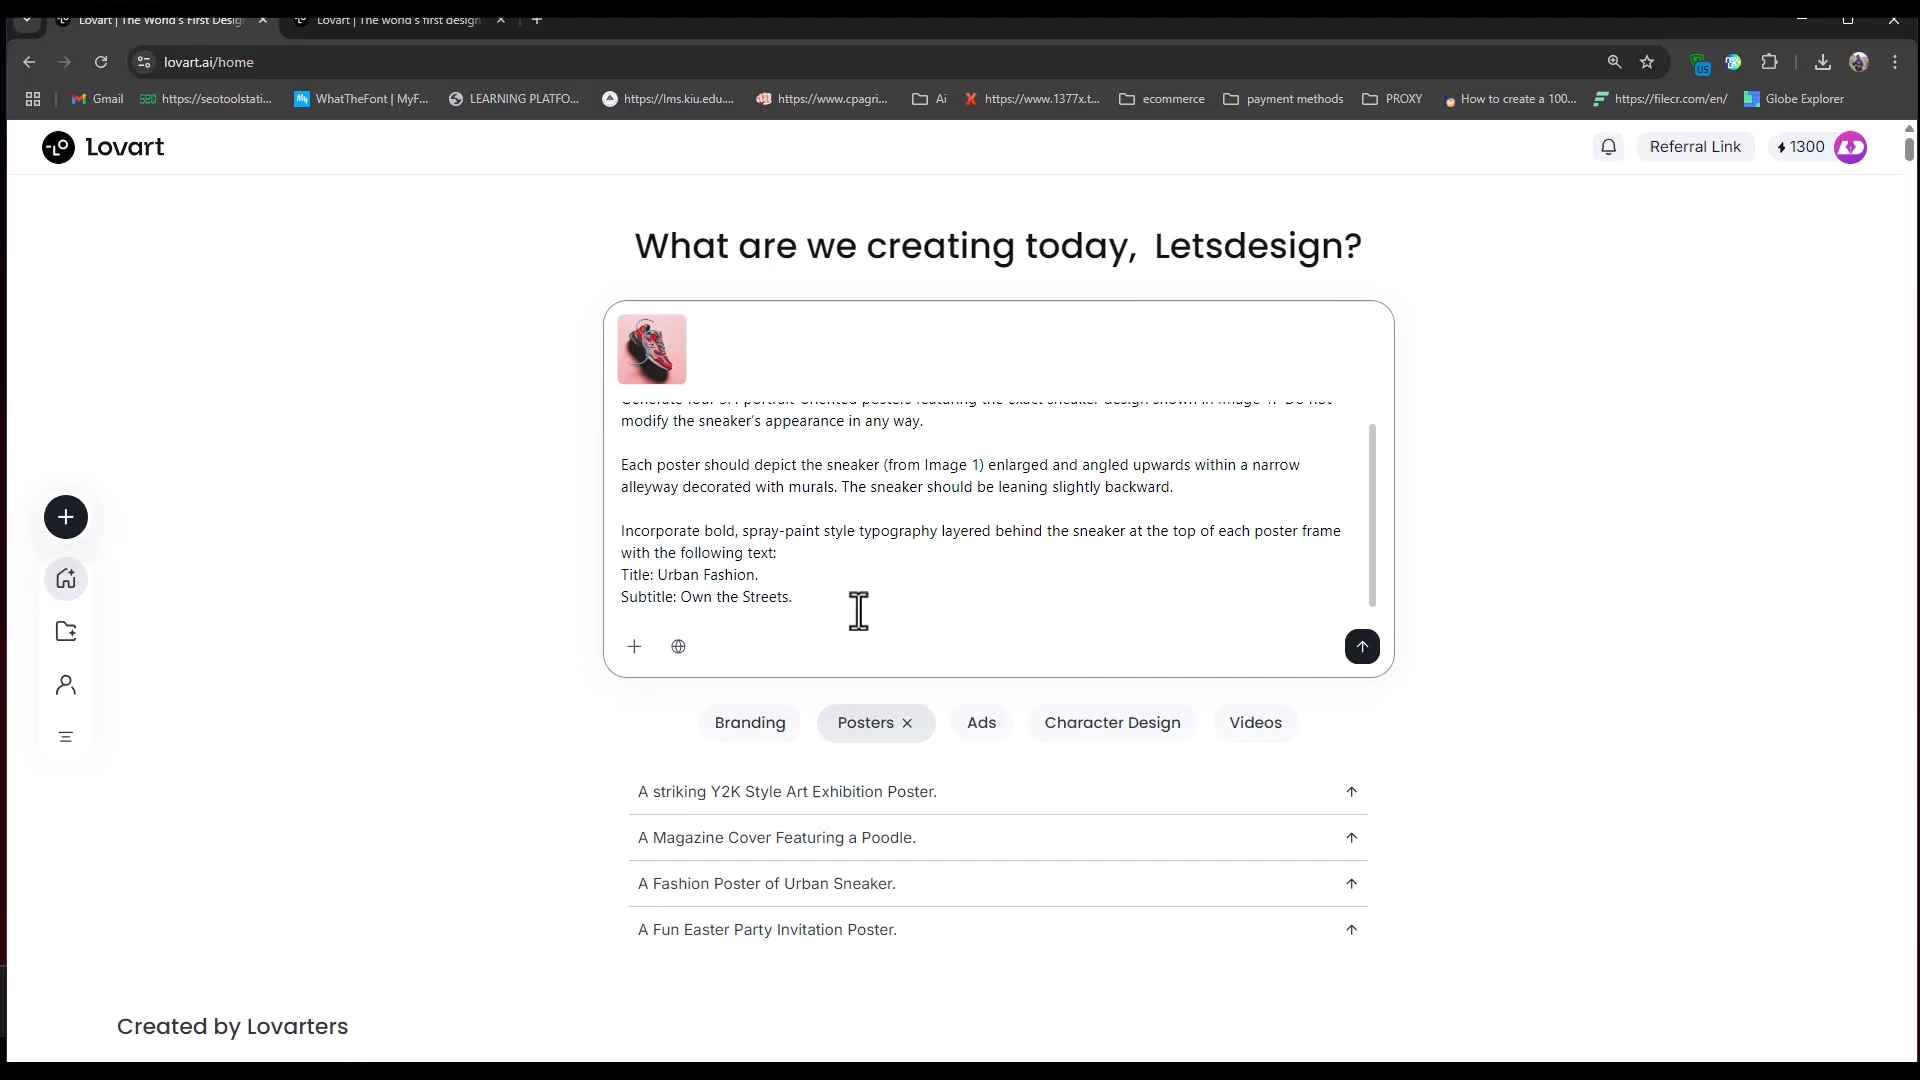 Lovart | The World's First Desig
Lovart | The world's first design
lovart.ai/home
Gmail
https://seotoolstati...
WhatTheFont | MyF...
LEARNING PLATFO...
https://lms.kiu.edu....
https://www.cpagri...
Ai
https://www.1377x.t...
ecommerce
payment methods
PROXY
How to create a 100...
https://filecr.com/en/
Globe Explorer
Lovart
Referral Link
1300
What are we creating today, Letsdesign?
modify the sneaker's appearance in any way.
Each poster should depict the sneaker (from Image 1) enlarged and angled upwards within a narrow
alleyway decorated with murals. The sneaker should be leaning slightly backward.
Incorporate bold, spray-paint style typography layered behind the sneaker at the top of each poster frame
with the following text:
Title: Urban Fashion.
Subtitle: Own the Streets.
Branding
Posters
Ads
Character Design
Videos
A striking Y2K Style Art Exhibition Poster.
A Magazine Cover Featuring a Poodle.
A Fashion Poster of Urban Sneaker.
A Fun Easter Party Invitation Poster.
Created by Lovarters